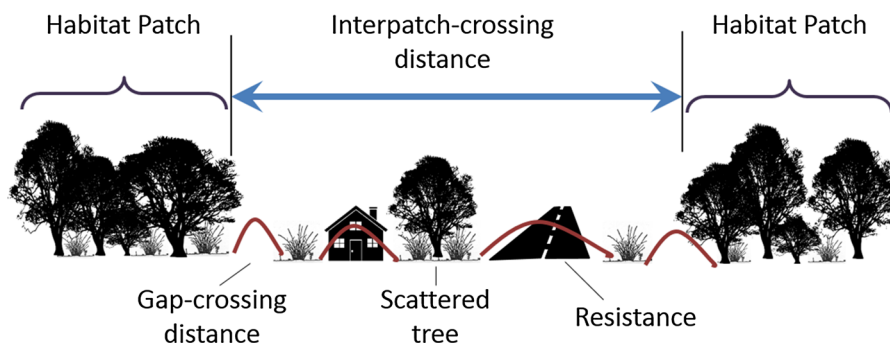 Habitat Patch
Interpatch-crossing
distance
Habitat Patch
Gap-crossing
distance
Scattered
tree
Resistance